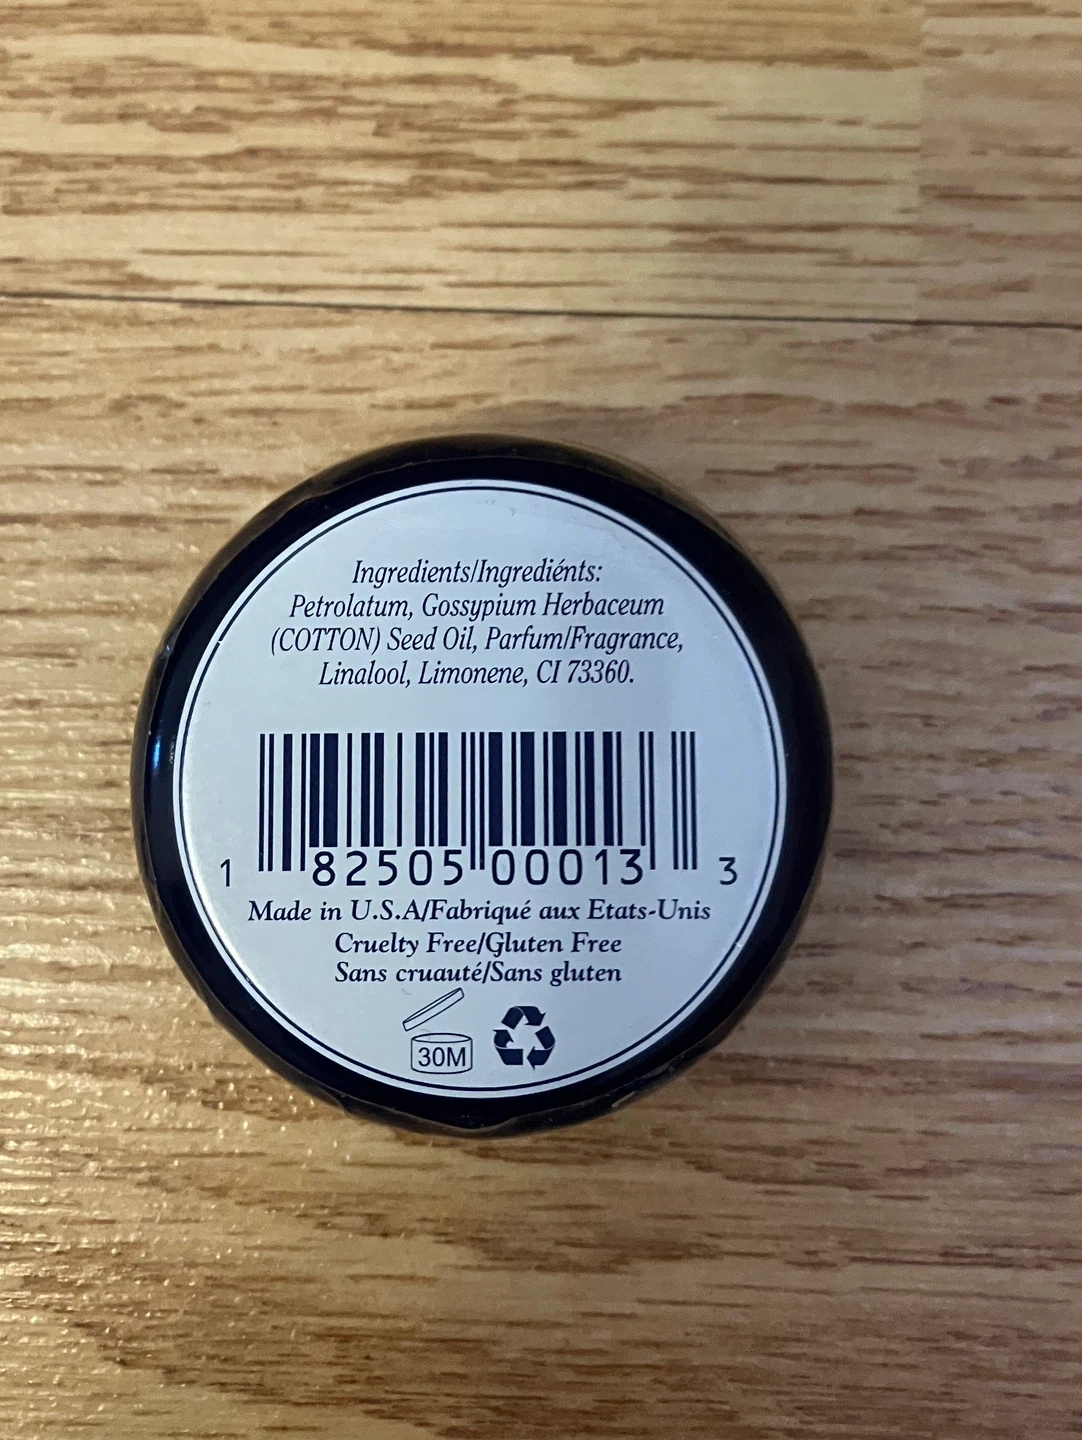 Ingredients/Ingrediénts:
Petrolatum, Gossypium Herbaceum
(COTTON) Seed Oil, Parfum/Fragrance,
Linalool, Limonene, CI 73360.
1 82505 00013 3
Made in U.S.A/Fabriqué aux Etats-Unis
Cruelty Free/Gluten Free
Sans cruauté/Sans gluten
30M